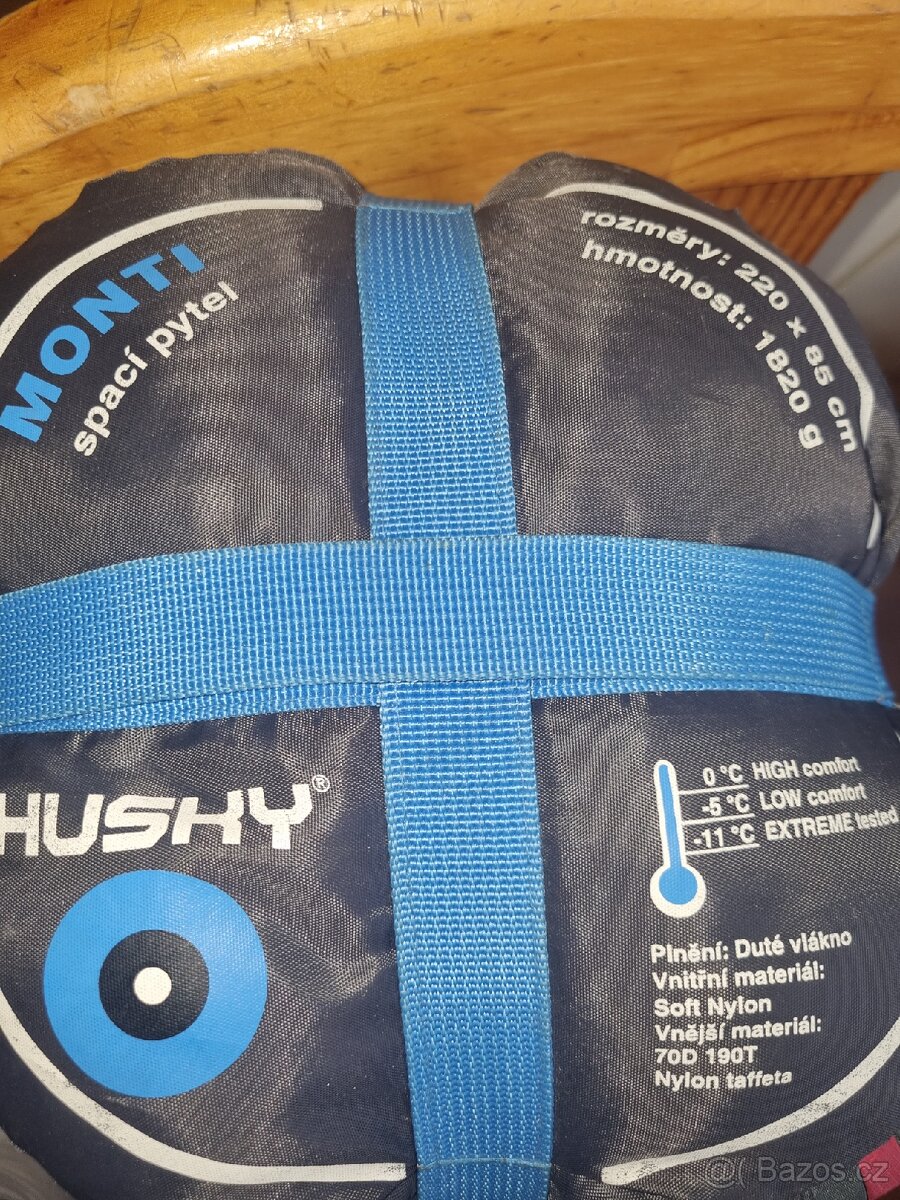 MONTI
spací pytel
rozměry: 220 x 85 cm
hmotnost: 1820 g
HUSKY®
0 °C HIGH comfort
-5 °C LOW comfort
-11 °C EXTREME tested
Plnění: Duté vlákno
Vnitřní materiál:
Soft Nylon
Vnější materiál:
70D 190T
Nylon taffeta
Bazos.cz